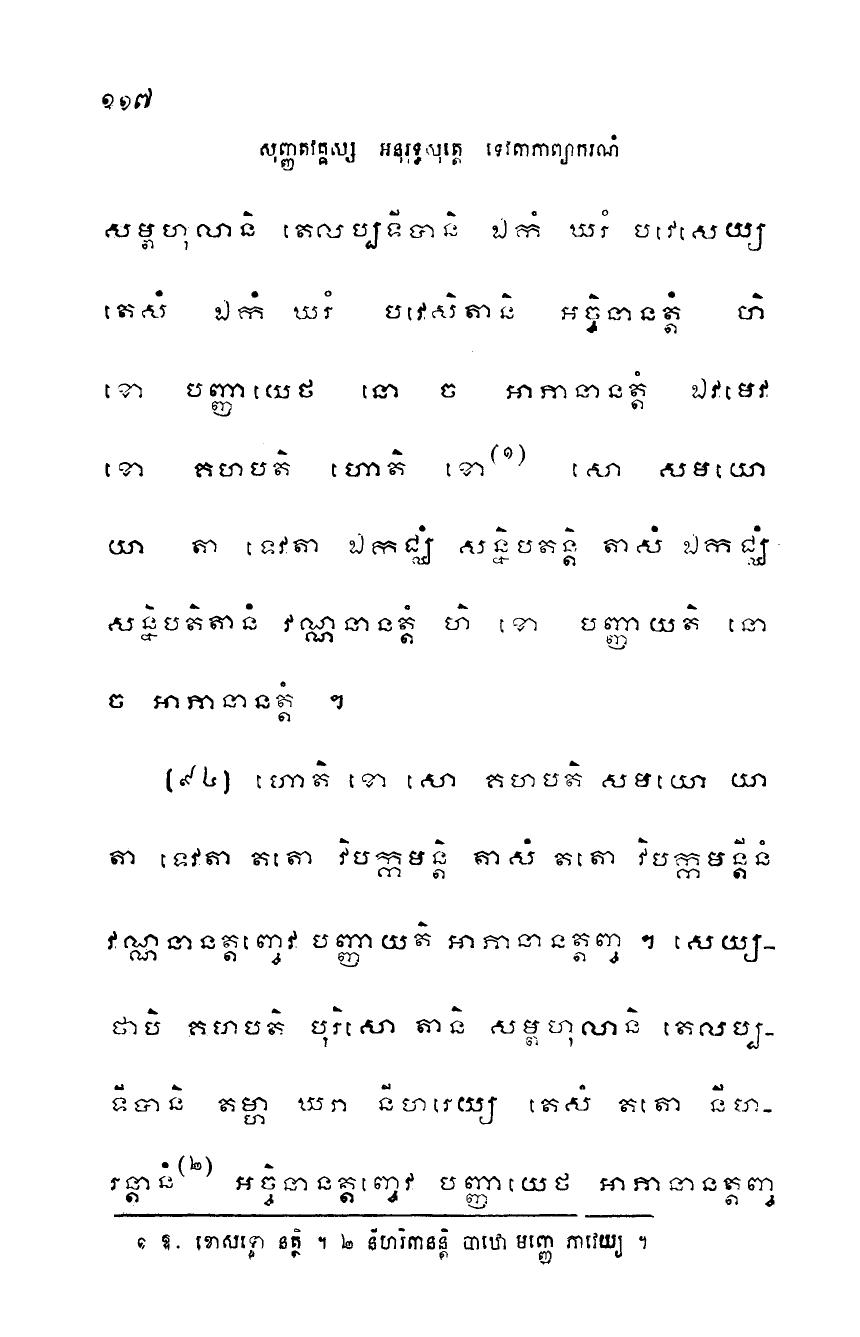 ១១៧
សុញ្ញតវគ្គស្ស អនុរុទ្ធសុត្តេ ទេវតាភាព្យាករណំ
សម្ពហុលានិ តេលប្បទីបានិ ឯកំ ឃរំ បវេសេយ្យ
តេសំ ឯកំ ឃរំ បវេសិតានិ អច្ចិនានត្តំ ហិ
ខោ បញ្ញាយេថ នោ ច អាភានានត្តំ ឯវមេវ
ខោ គហបតិ ហោតិ ខោ(១) សោ សមយោ
យា តា ទេវតា ឯកជ្ឈំ សន្និបតន្តិ តាសំ ឯកជ្ឈំ
សន្និបតិតានំ វណ្ណនានត្តំ ហិ ខោ បញ្ញាយតិ នោ
ច អាភានានត្តំ ។
(៩៤) ហោតិ ខោ សោ គហបតិ សមយោ យា
តា ទេវតា តតោ វិបក្កមន្តិ តាសំ តតោ វិបក្កមន្តីនំ
វណ្ណនានត្តញ្ចេវ បញ្ញាយតិ អាភានានត្តញ្ច ។ សេយ្យ-
ថាបិ គហបតិ បុរិសោ តានិ សម្ពហុលានិ តេលប្ប-
ទីបានិ តម្ហា ឃរា នីហរេយ្យ តេសំ តតោ នីហ-
រន្តានំ(២) អច្ចិនានត្តញ្ចេវ បញ្ញាយេថ អាភានានត្តញ្ច
១ ឱ. ខោសទ្ទោ នត្ថិ ។ ២ នីហរិតានន្តិ បាឋោ មញ្ញេ ភវេយ្យ ។